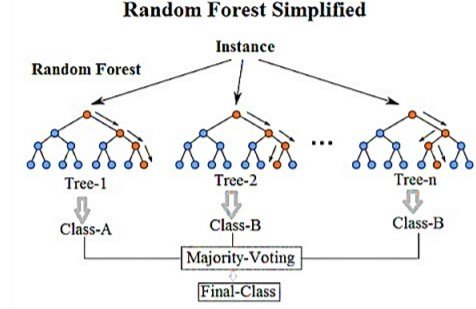 Random Forest Simplified
Instance
Random Forest
...
Tree-1
Tree-2
Tree-n
Class-A
Class-B
Class-B
Majority-Voting
Final-Class